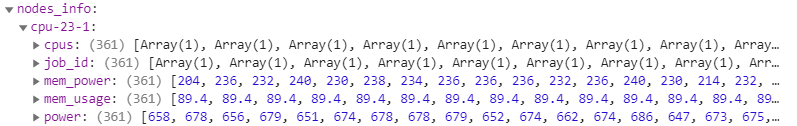 ▼ nodes_info:
▼ cpu-23-1:
▶ cpus: (361) [Array(1), Array(1), Array(1), Array(1), Array(1), Array(1), Array(1), Array(1), Array…
▶ job_id: (361) [Array(1), Array(1), Array(1), Array(1), Array(1), Array(1), Array(1), Array(1), Arr…
▶ mem_power: (361) [204, 236, 232, 240, 230, 238, 234, 236, 236, 236, 232, 236, 240, 230, 214, 232, …
▶ mem_usage: (361) [89.4, 89.4, 89.4, 89.4, 89.4, 89.4, 89.4, 89.4, 89.4, 89.4, 89.4, 89.4, 89.4, 89…
▶ power: (361) [658, 678, 656, 679, 651, 674, 678, 678, 679, 652, 674, 662, 674, 686, 647, 673, 675,…